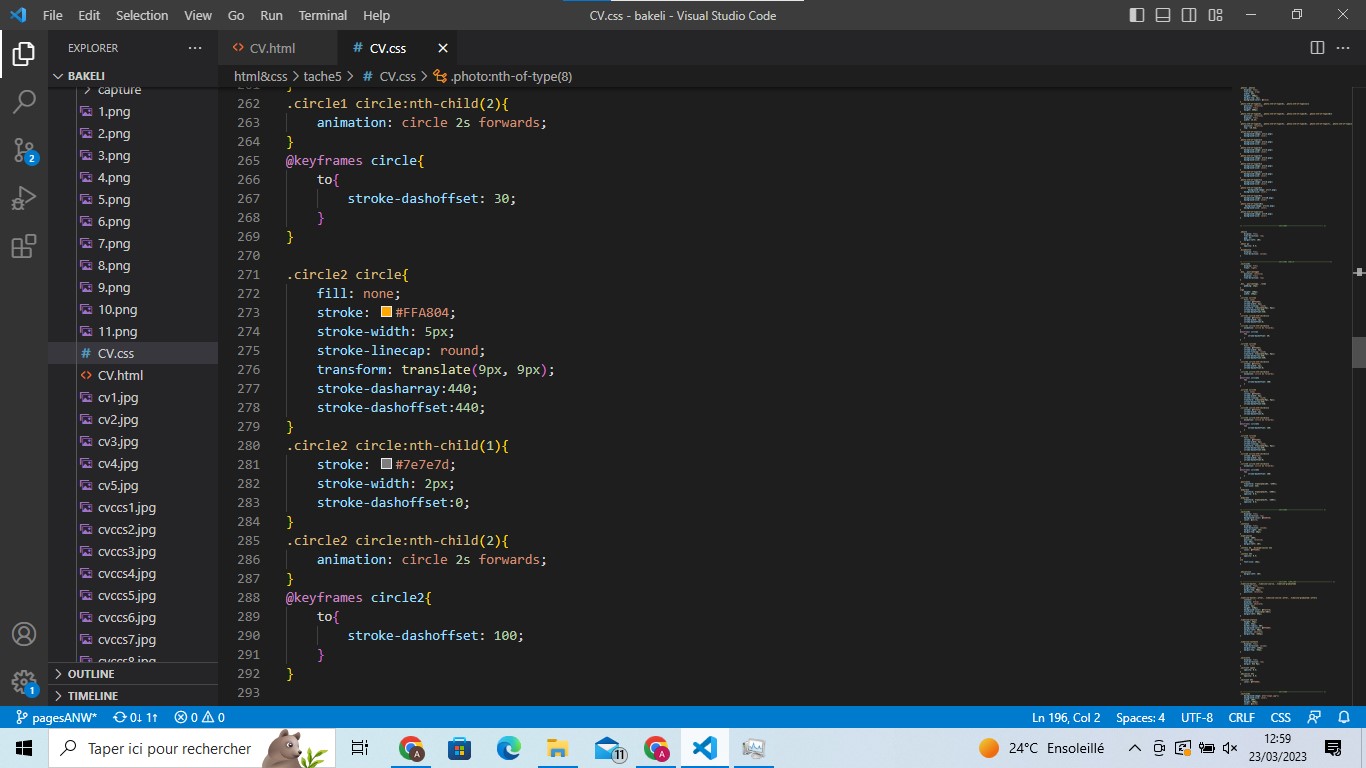 File Edit Selection View Go Run Terminal Help
CV.css - bakeli - Visual Studio Code
EXPLORER
CV.html
CV.css
BAKELI
html&css > tache5 > # CV.css > .photo:nth-of-type(8)
capture
1.png
2.png
3.png
4.png
5.png
6.png
7.png
8.png
9.png
10.png
11.png
CV.css
CV.html
cv1.jpg
cv2.jpg
cv3.jpg
cv4.jpg
cv5.jpg
cvccs1.jpg
cvccs2.jpg
cvccs3.jpg
cvccs4.jpg
cvccs5.jpg
cvccs6.jpg
cvccs7.jpg
cvccs8.jpg
OUTLINE
TIMELINE
2
1
261 }
262 .circle1 circle:nth-child(2){
263     animation: circle 2s forwards;
264 }
265 @keyframes circle{
266     to{
267         stroke-dashoffset: 30;
268     }
269 }
270
271 .circle2 circle{
272     fill: none;
273     stroke: #FFA804;
274     stroke-width: 5px;
275     stroke-linecap: round;
276     transform: translate(9px, 9px);
277     stroke-dasharray:440;
278     stroke-dashoffset:440;
279 }
280 .circle2 circle:nth-child(1){
281     stroke: #7e7e7d;
282     stroke-width: 2px;
283     stroke-dashoffset:0;
284 }
285 .circle2 circle:nth-child(2){
286     animation: circle 2s forwards;
287 }
288 @keyframes circle2{
289     to{
290         stroke-dashoffset: 100;
291     }
292 }
293
pagesANW* 0↓ 1↑ 0 0
Ln 196, Col 2 Spaces: 4 UTF-8 CRLF CSS
Taper ici pour rechercher
A
11
A
24°C Ensoleillé
12:59
23/03/2023